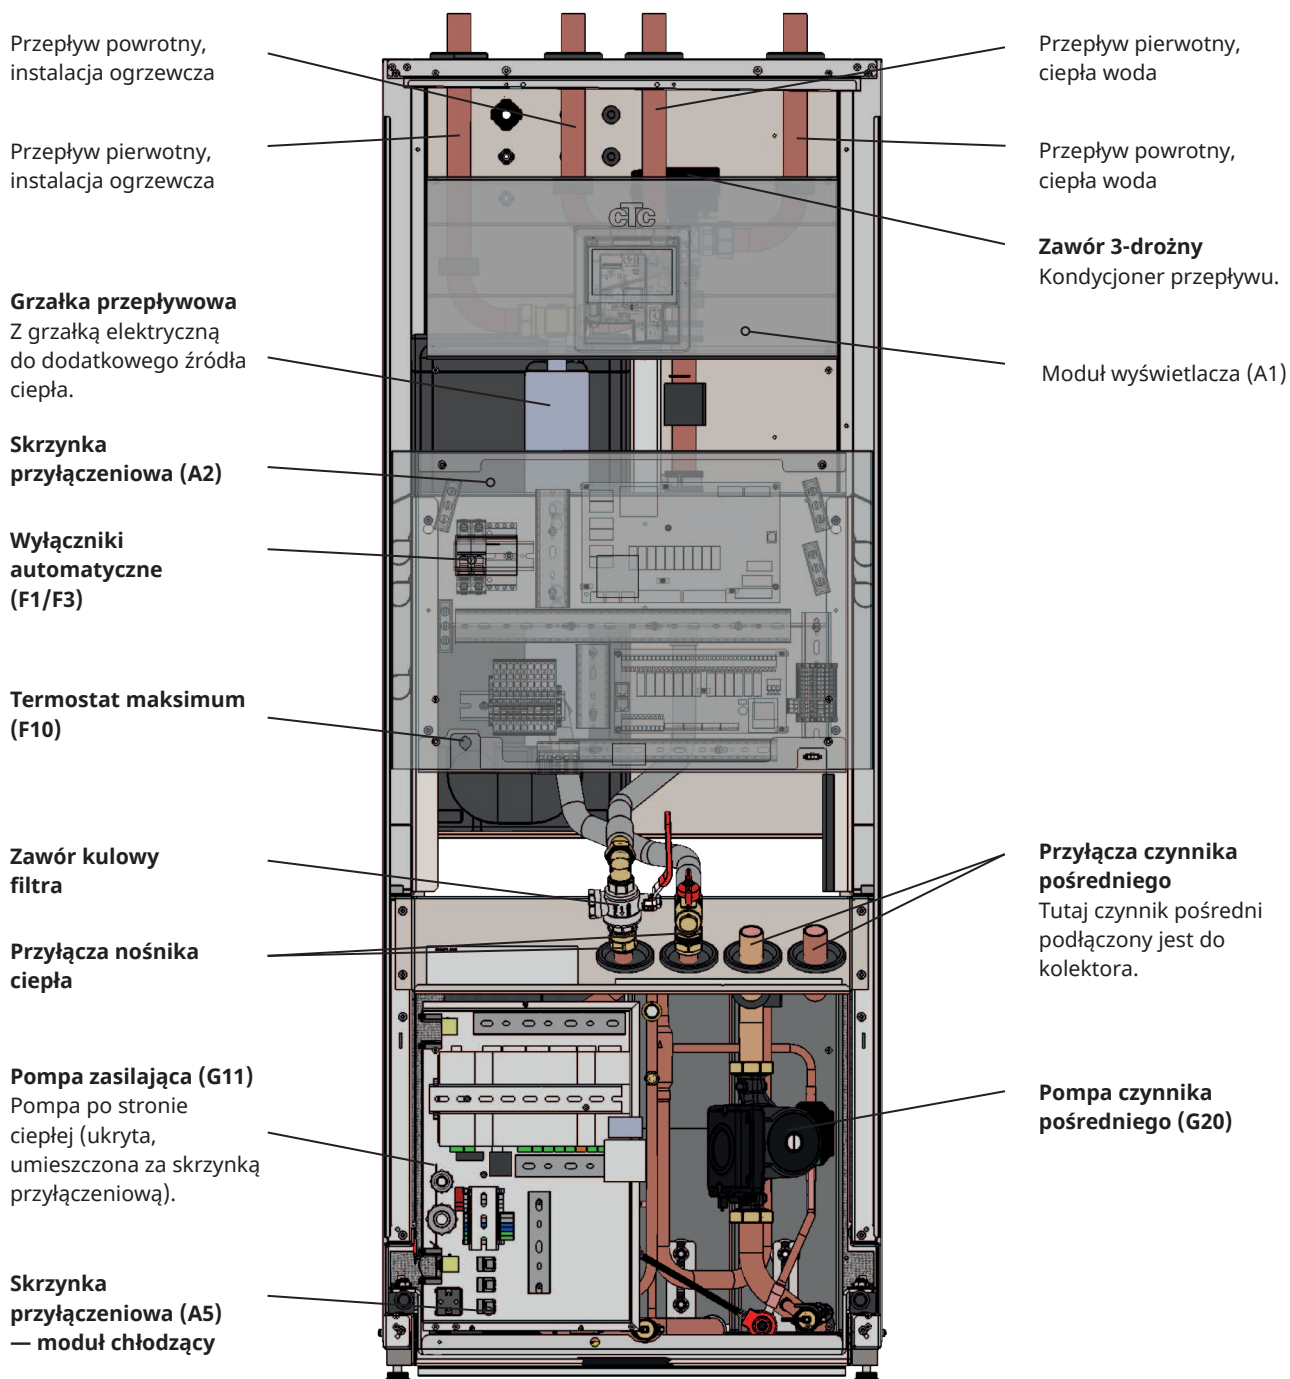 Przepływ powrotny,
instalacja ogrzewcza
Przepływ pierwotny,
instalacja ogrzewcza
Grzałka przepływowa
Z grzałką elektryczną
do dodatkowego źródła
ciepła.
Skrzynka
przyłączeniowa (A2)
Wyłączniki
automatyczne
(F1/F3)
Termostat maksimum
(F10)
Zawór kulowy
filtra
Przyłącza nośnika
ciepła
Pompa zasilająca (G11)
Pompa po stronie
ciepłej (ukryta,
umieszczona za skrzynką
przyłączeniową).
Skrzynka
przyłączeniowa (A5)
— moduł chłodzący
cTc
Przepływ pierwotny,
ciepła woda
Przepływ powrotny,
ciepła woda
Zawór 3-drożny
Kondycjoner przepływu.
Moduł wyświetlacza (A1)
Przyłącza czynnika
pośredniego
Tutaj czynnik pośredni
podłączony jest do
kolektora.
Pompa czynnika
pośredniego (G20)